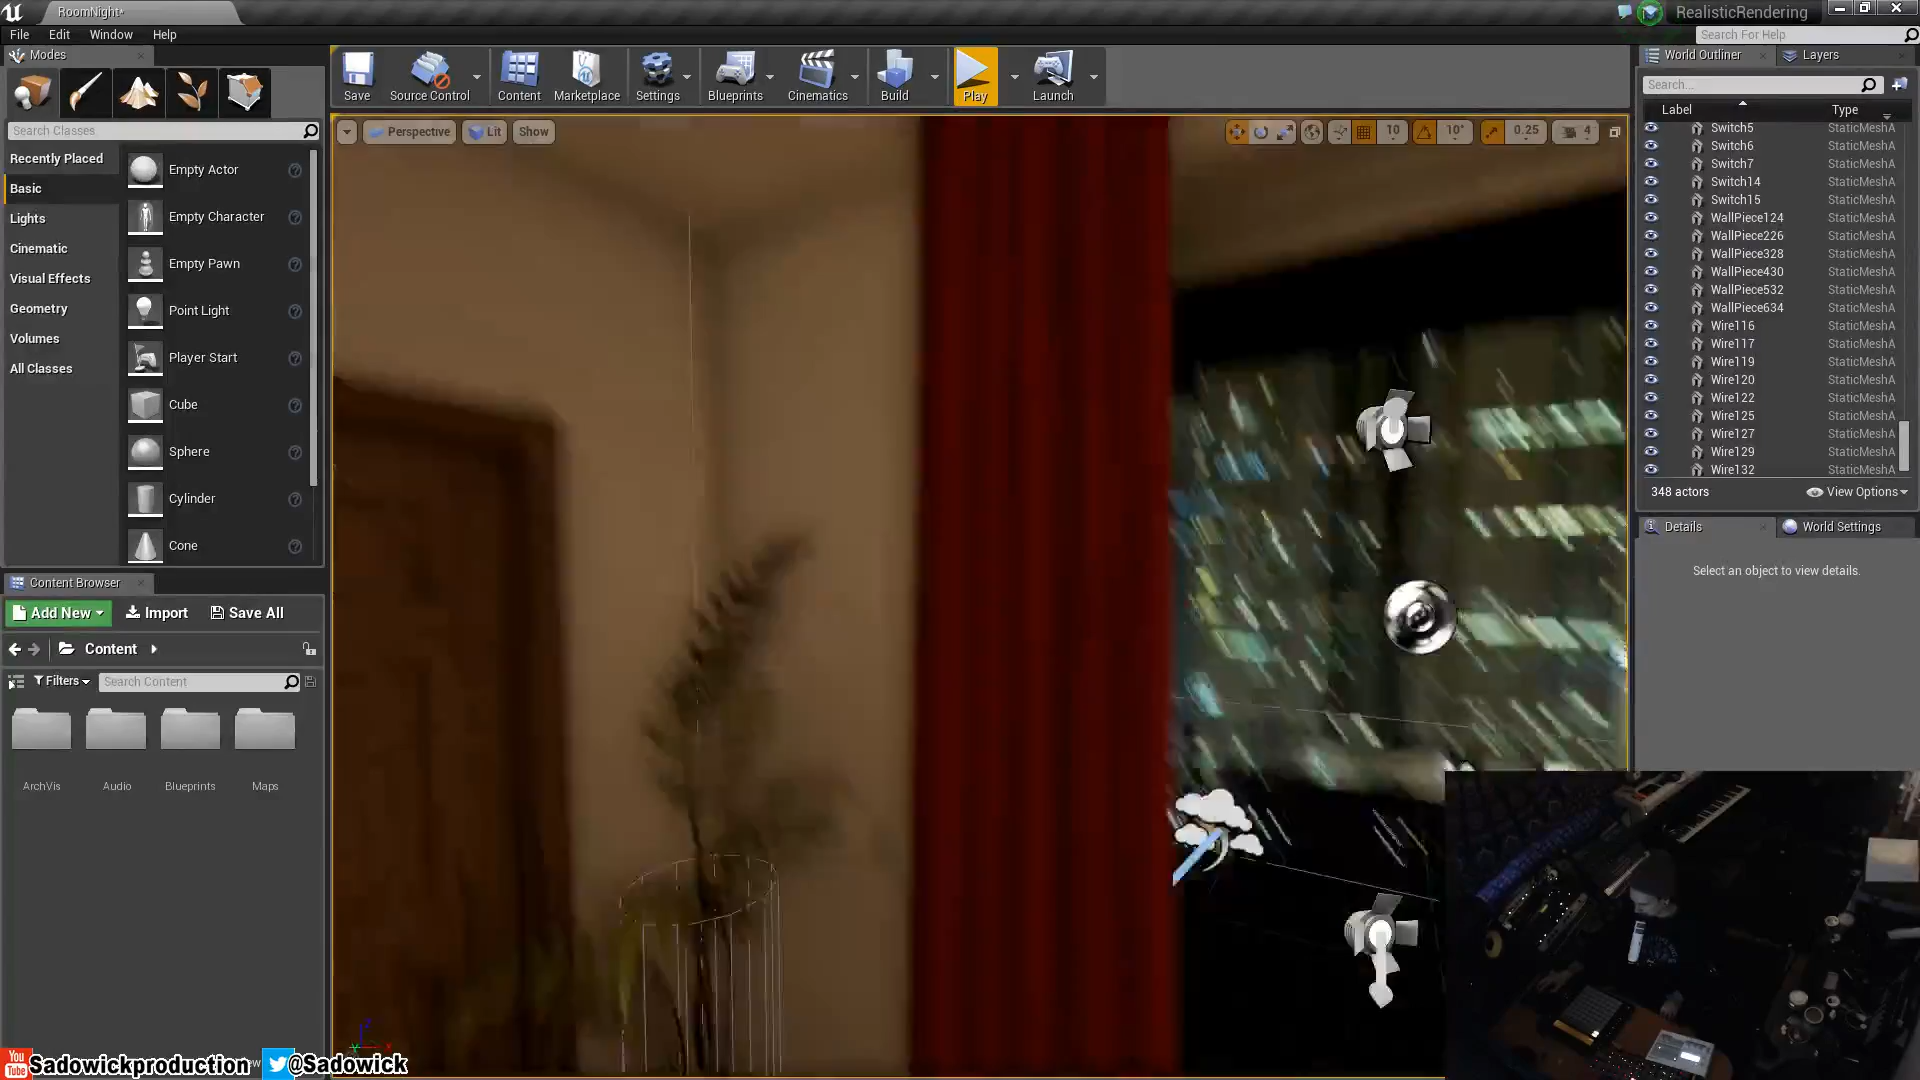 RoomNight*
RealisticRendering
File Edit Window Help
Search For Help
Modes
Save
Source Control
Content
Marketplace
Settings
Blueprints
Cinematics
Build
Play
Launch
World Outliner
Layers
Search...
Label
Type
Search Classes
Perspective
Lit
Show
10
10°
0.25
4
Recently Placed
Basic
Lights
Cinematic
Visual Effects
Geometry
Volumes
All Classes
Empty Actor
Empty Character
Empty Pawn
Point Light
Player Start
Cube
Sphere
Cylinder
Cone
Switch5 StaticMeshA
Switch6 StaticMeshA
Switch7 StaticMeshA
Switch14 StaticMeshA
Switch15 StaticMeshA
WallPiece124 StaticMeshA
WallPiece226 StaticMeshA
WallPiece328 StaticMeshA
WallPiece430 StaticMeshA
WallPiece532 StaticMeshA
WallPiece634 StaticMeshA
Wire116 StaticMeshA
Wire117 StaticMeshA
Wire119 StaticMeshA
Wire120 StaticMeshA
Wire122 StaticMeshA
Wire125 StaticMeshA
Wire127 StaticMeshA
Wire129 StaticMeshA
Wire132 StaticMeshA
348 actors
View Options
Details
World Settings
Select an object to view details.
Content Browser
Add New
Import
Save All
Content
Filters
Search Content
ArchVis
Audio
Blueprints
Maps
You
Tube
Sadowickproduction
@Sadowick